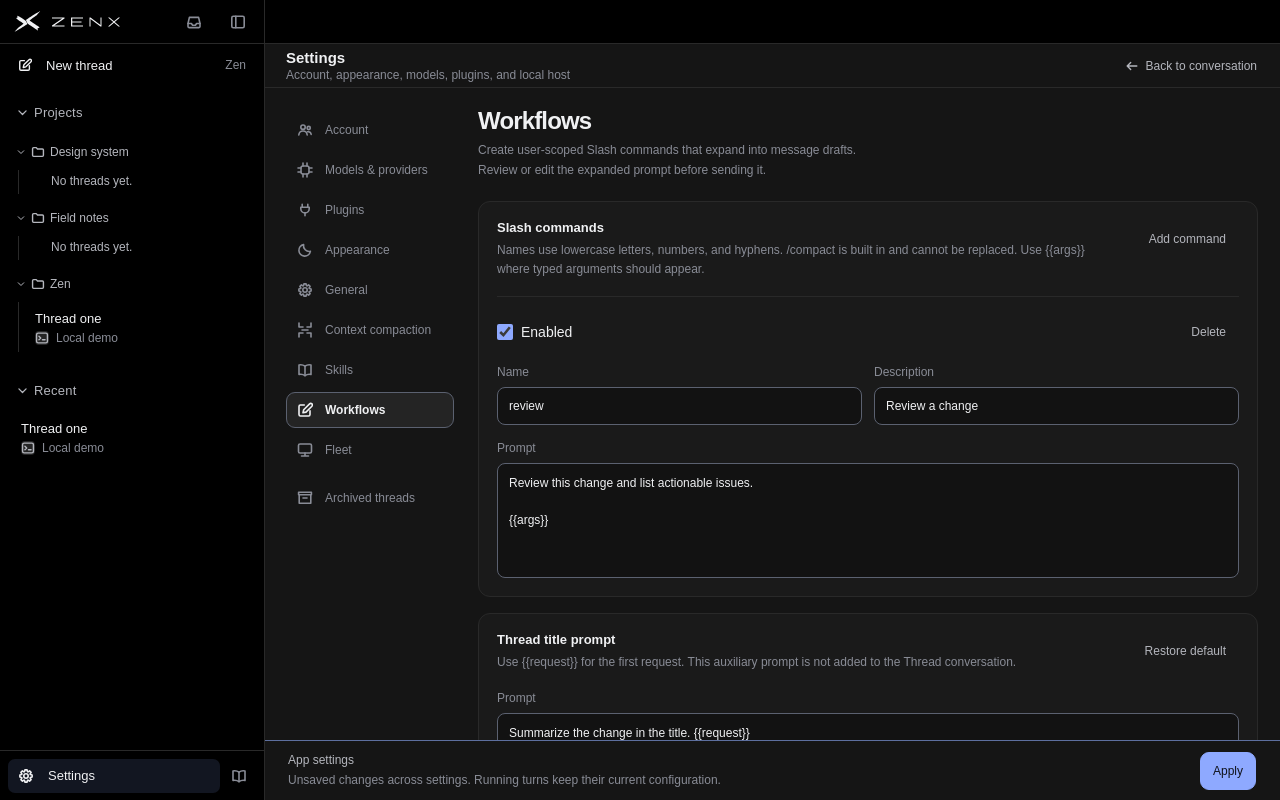 ZENX
New thread
Zen
Projects
Design system
No threads yet.
Field notes
No threads yet.
Zen
Thread one
Local demo
Recent
Thread one
Local demo
Settings
Settings
Account, appearance, models, plugins, and local host
Back to conversation
Account
Models & providers
Plugins
Appearance
General
Context compaction
Skills
Workflows
Fleet
Archived threads
Workflows
Create user-scoped Slash commands that expand into message drafts.
Review or edit the expanded prompt before sending it.
Slash commands
Names use lowercase letters, numbers, and hyphens. /compact is built in and cannot be replaced. Use {{args}}
where typed arguments should appear.
Add command
Enabled
Delete
Name
Description
review
Review a change
Prompt
Review this change and list actionable issues.
{{args}}
Thread title prompt
Use {{request}} for the first request. This auxiliary prompt is not added to the Thread conversation.
Restore default
Prompt
Summarize the change in the title. {{request}}
App settings
Unsaved changes across settings. Running turns keep their current configuration.
Apply